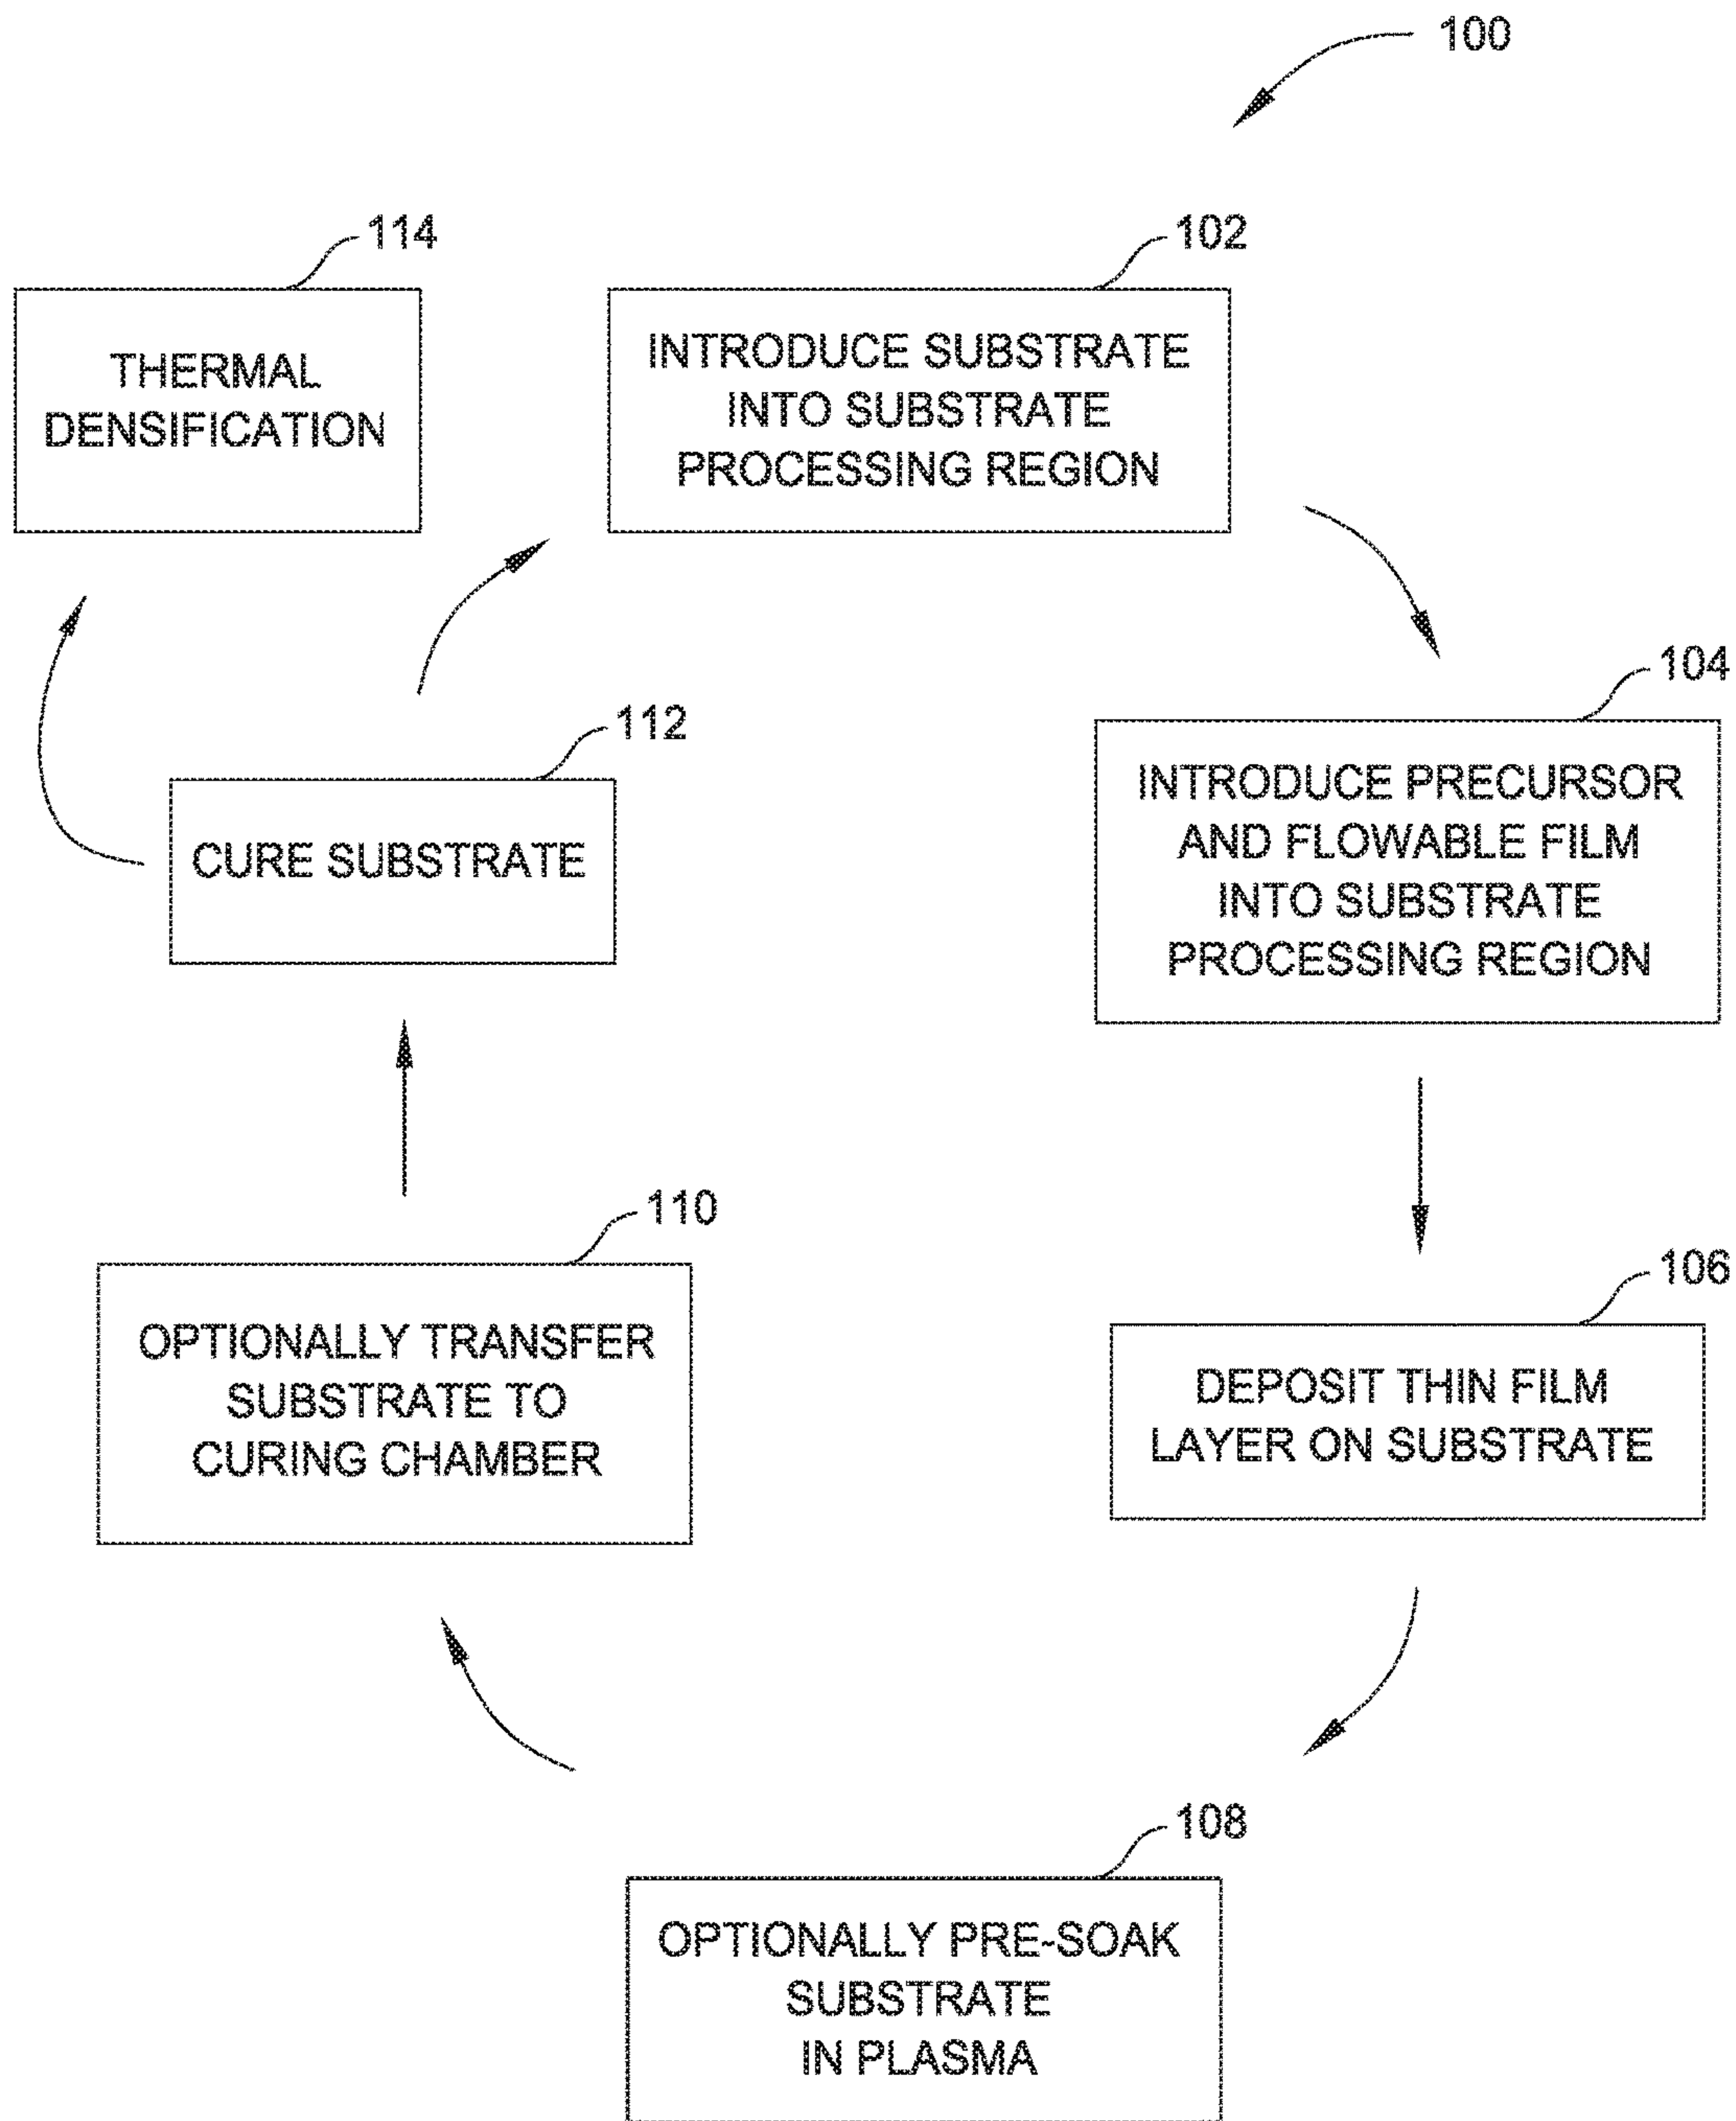 100
114
THERMAL
DENSIFICATION
102
INTRODUCE SUBSTRATE
INTO SUBSTRATE
PROCESSING REGION
104
INTRODUCE PRECURSOR
AND FLOWABLE FILM
INTO SUBSTRATE
PROCESSING REGION
112
CURE SUBSTRATE
110
OPTIONALLY TRANSFER
SUBSTRATE TO
CURING CHAMBER
106
DEPOSIT THIN FILM
LAYER ON SUBSTRATE
108
OPTIONALLY PRE-SOAK
SUBSTRATE
IN PLASMA